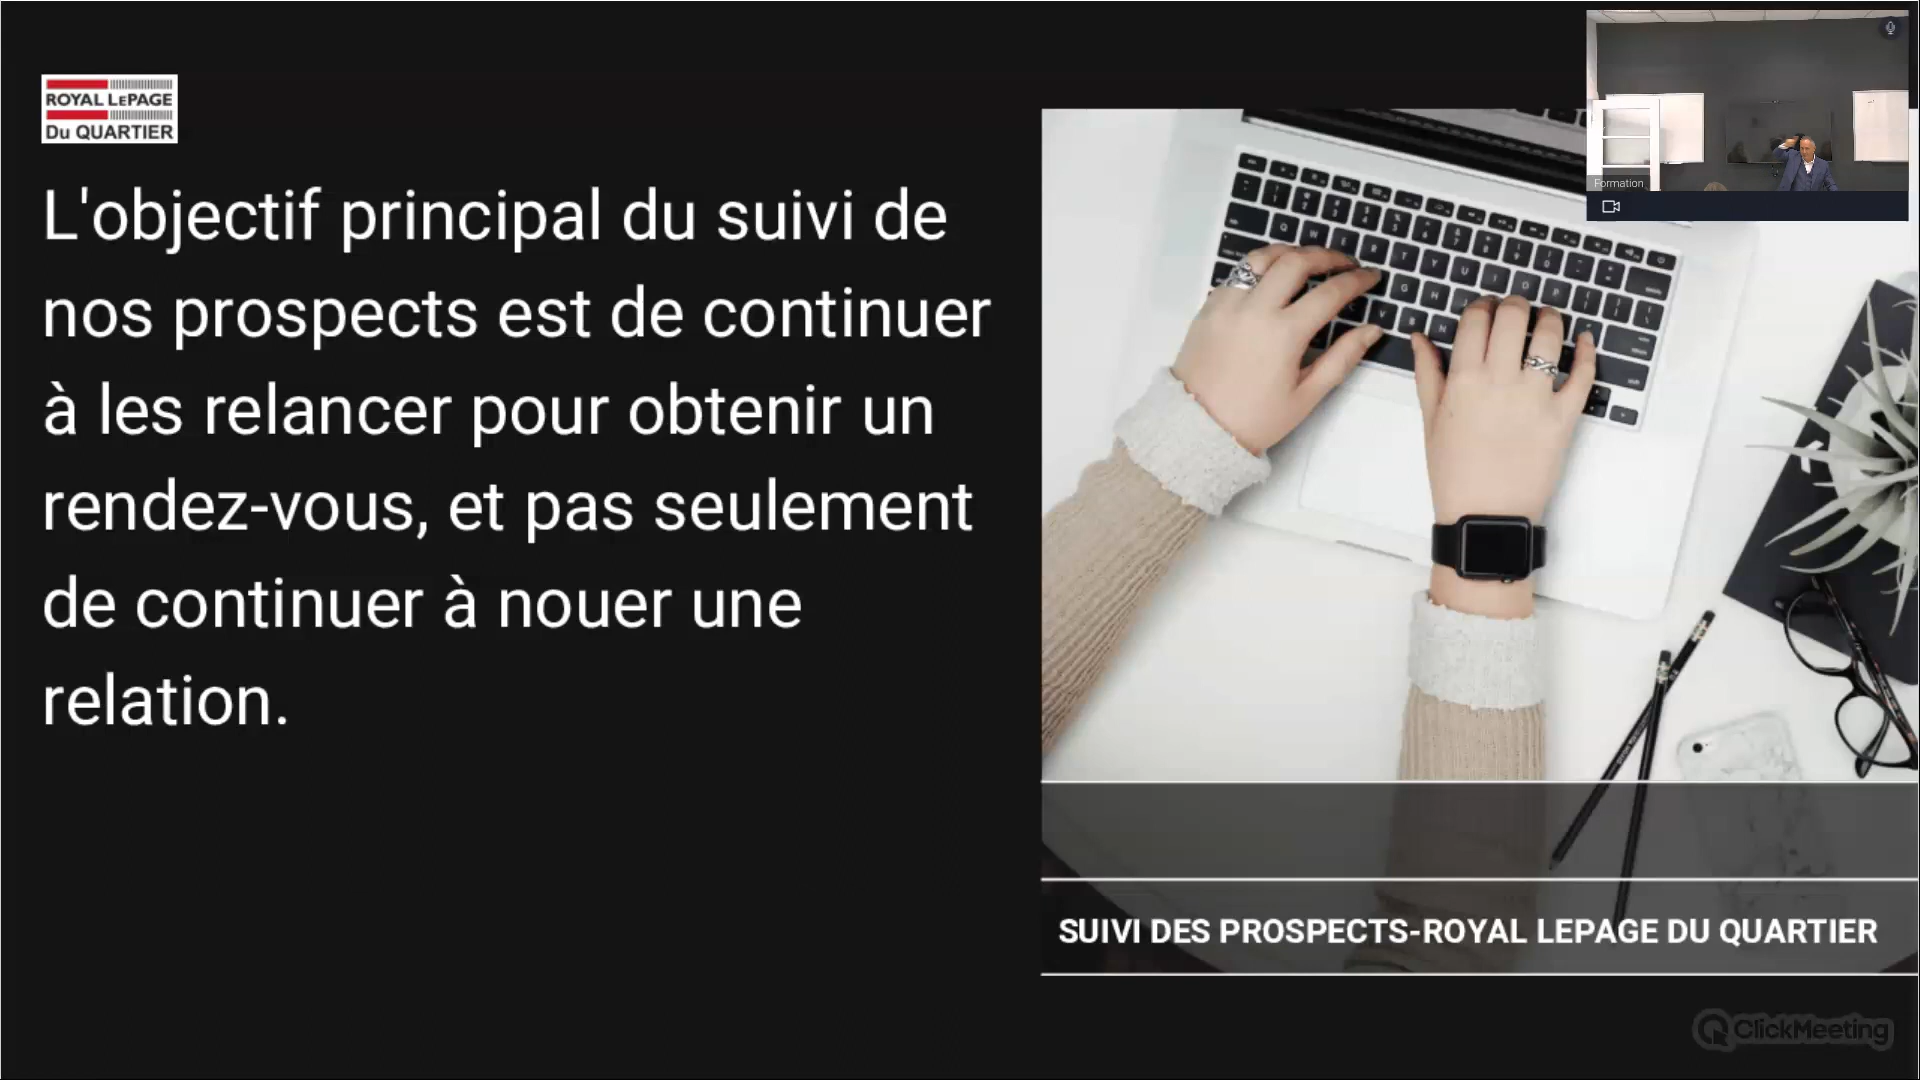 ROYAL LEPAGE
Du QUARTIER
L'objectif principal du suivi de
nos prospects est de continuer
à les relancer pour obtenir un
rendez-vous, et pas seulement
de continuer à nouer une
relation.
Formation
SUIVI DES PROSPECTS-ROYAL LEPAGE DU QUARTIER
ClickMeeting